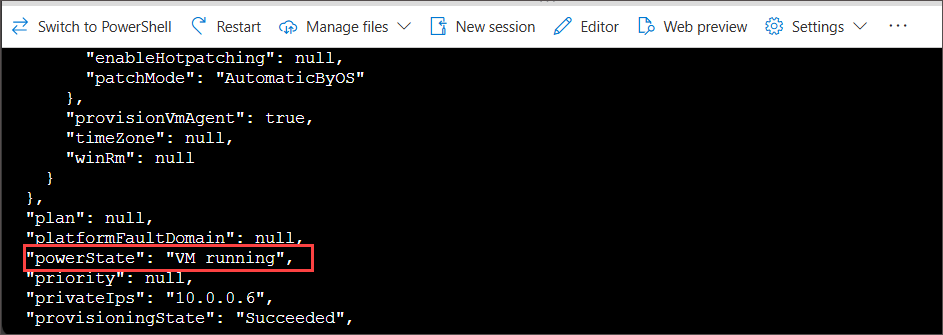 Switch to PowerShell Restart Manage files New session Editor Web preview Settings
"enableHotpatching": null,
"patchMode": "AutomaticByOS"
},
"provisionVmAgent": true,
"timeZone": null,
"winRm": null
}
},
"plan": null,
"platformFaultDomain": null,
"powerState": "VM running",
"priority": null,
"privateIps": "10.0.0.6",
"provisioningState": "Succeeded",